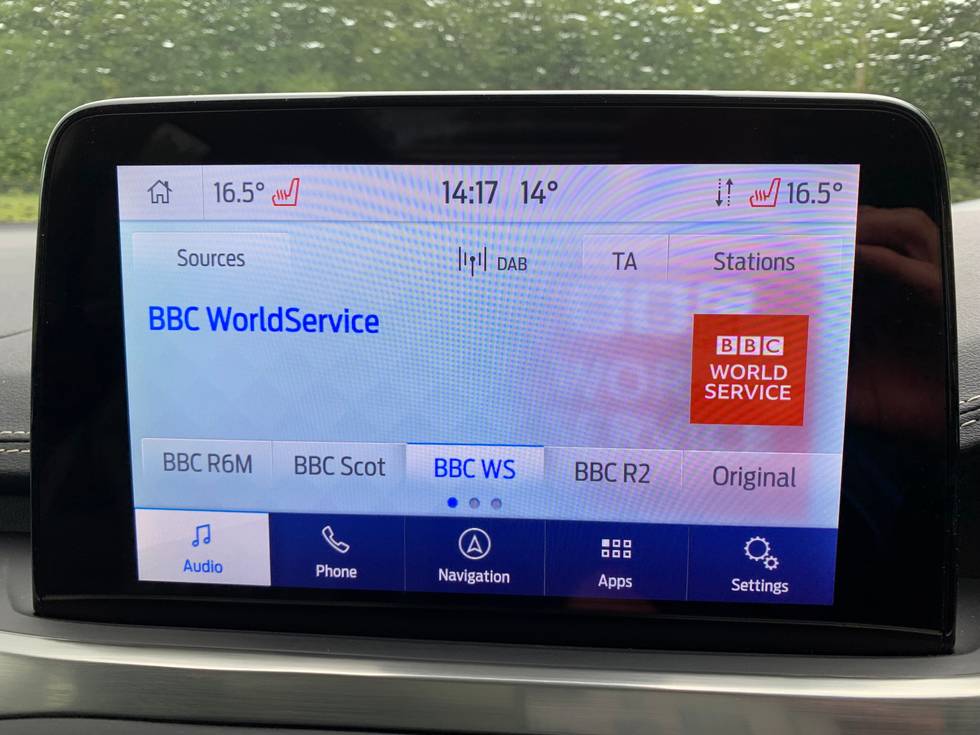 16.5° 14:17 14° 16.5°
Sources DAB TA Stations
BBC WorldService
BBC
WORLD
SERVICE
BBC R6M BBC Scot BBC WS BBC R2 Original
Audio Phone Navigation Apps Settings